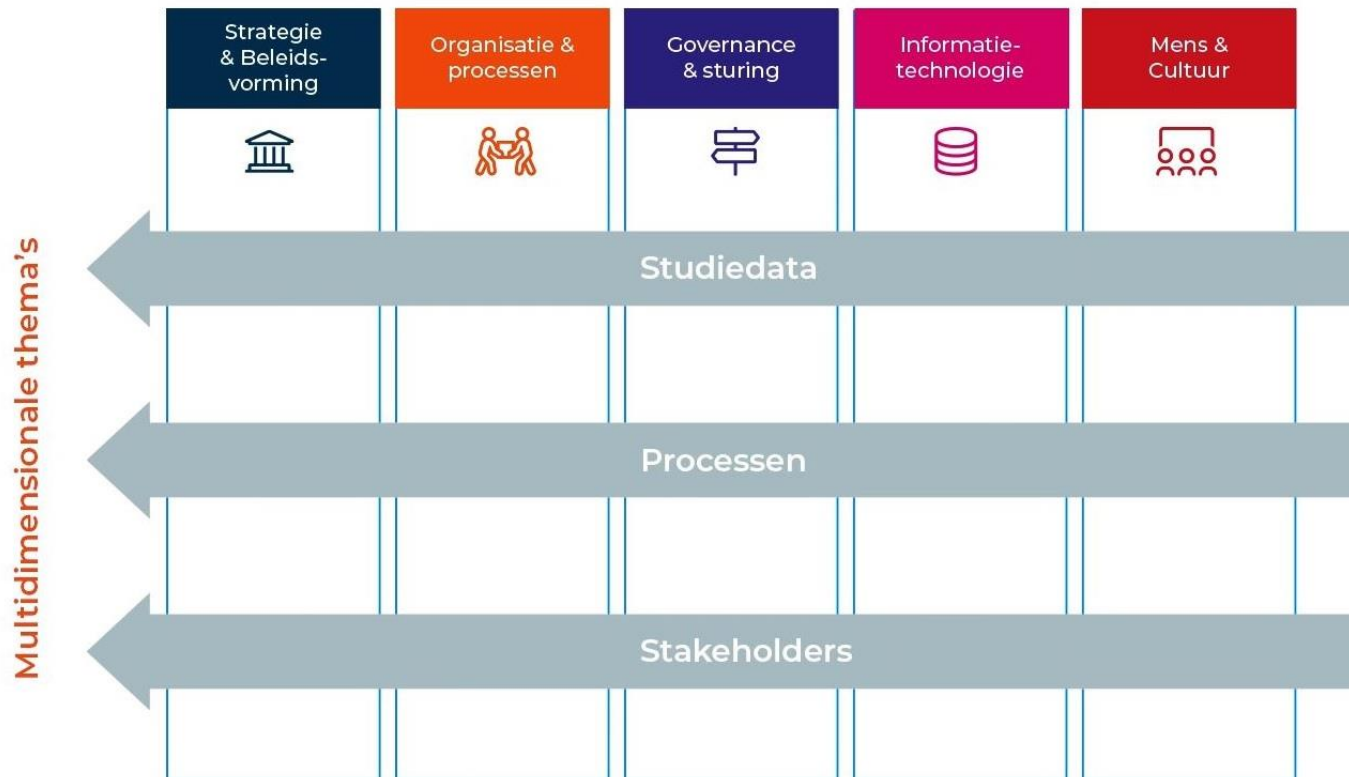 Strategie
& Beleids-
vorming
Organisatie &
processen
Governance
& sturing
Informatie-
technologie
Mens &
Cultuur
Multidimensionale thema's
Studiedata
Processen
Stakeholders